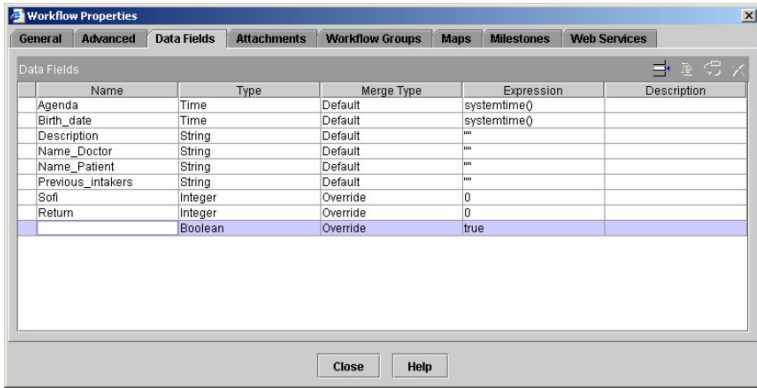 Workflow Properties
General Advanced Data Fields Attachments Workflow Groups Maps Milestones Web Services
Data Fields
Name Type Merge Type Expression Description
Agenda Time Default systemtime()
Birth_date Time Default systemtime()
Description String Default ""
Name_Doctor String Default ""
Name_Patient String Default ""
Previous_intakers String Default ""
Sofi Integer Override 0
Return Integer Override 0
Boolean Override true
Close Help